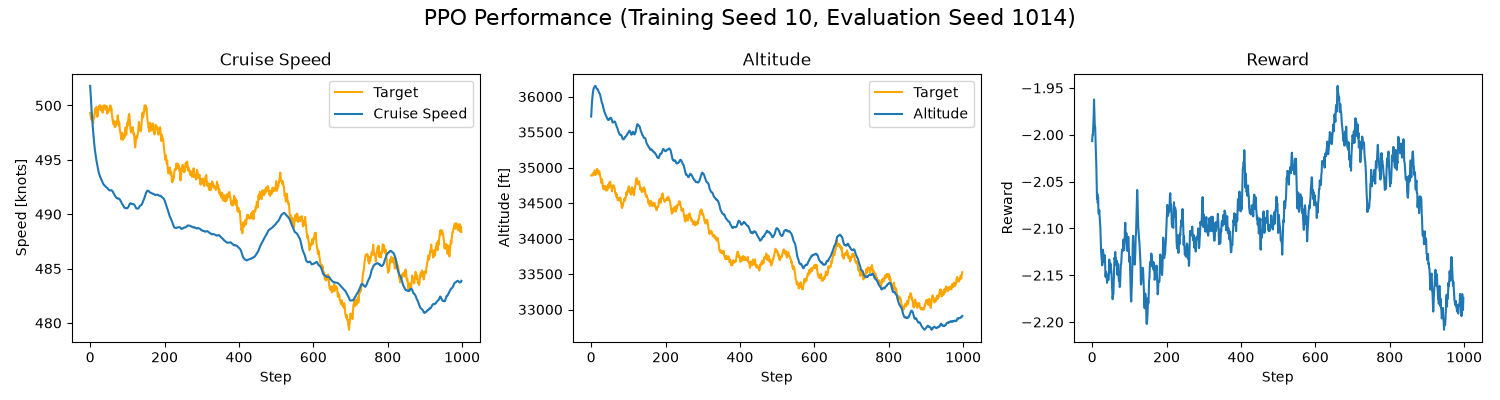 PPO Performance (Training Seed 10, Evaluation Seed 1014)
Cruise Speed
Speed [knots]
500
495
490
485
480
0 200 400 600 800 1000
Step
Target
Cruise Speed
Altitude
Altitude [ft]
36000
35500
35000
34500
34000
33500
33000
0 200 400 600 800 1000
Step
Target
Altitude
Reward
Reward
−1.95
−2.00
−2.05
−2.10
−2.15
−2.20
0 200 400 600 800 1000
Step